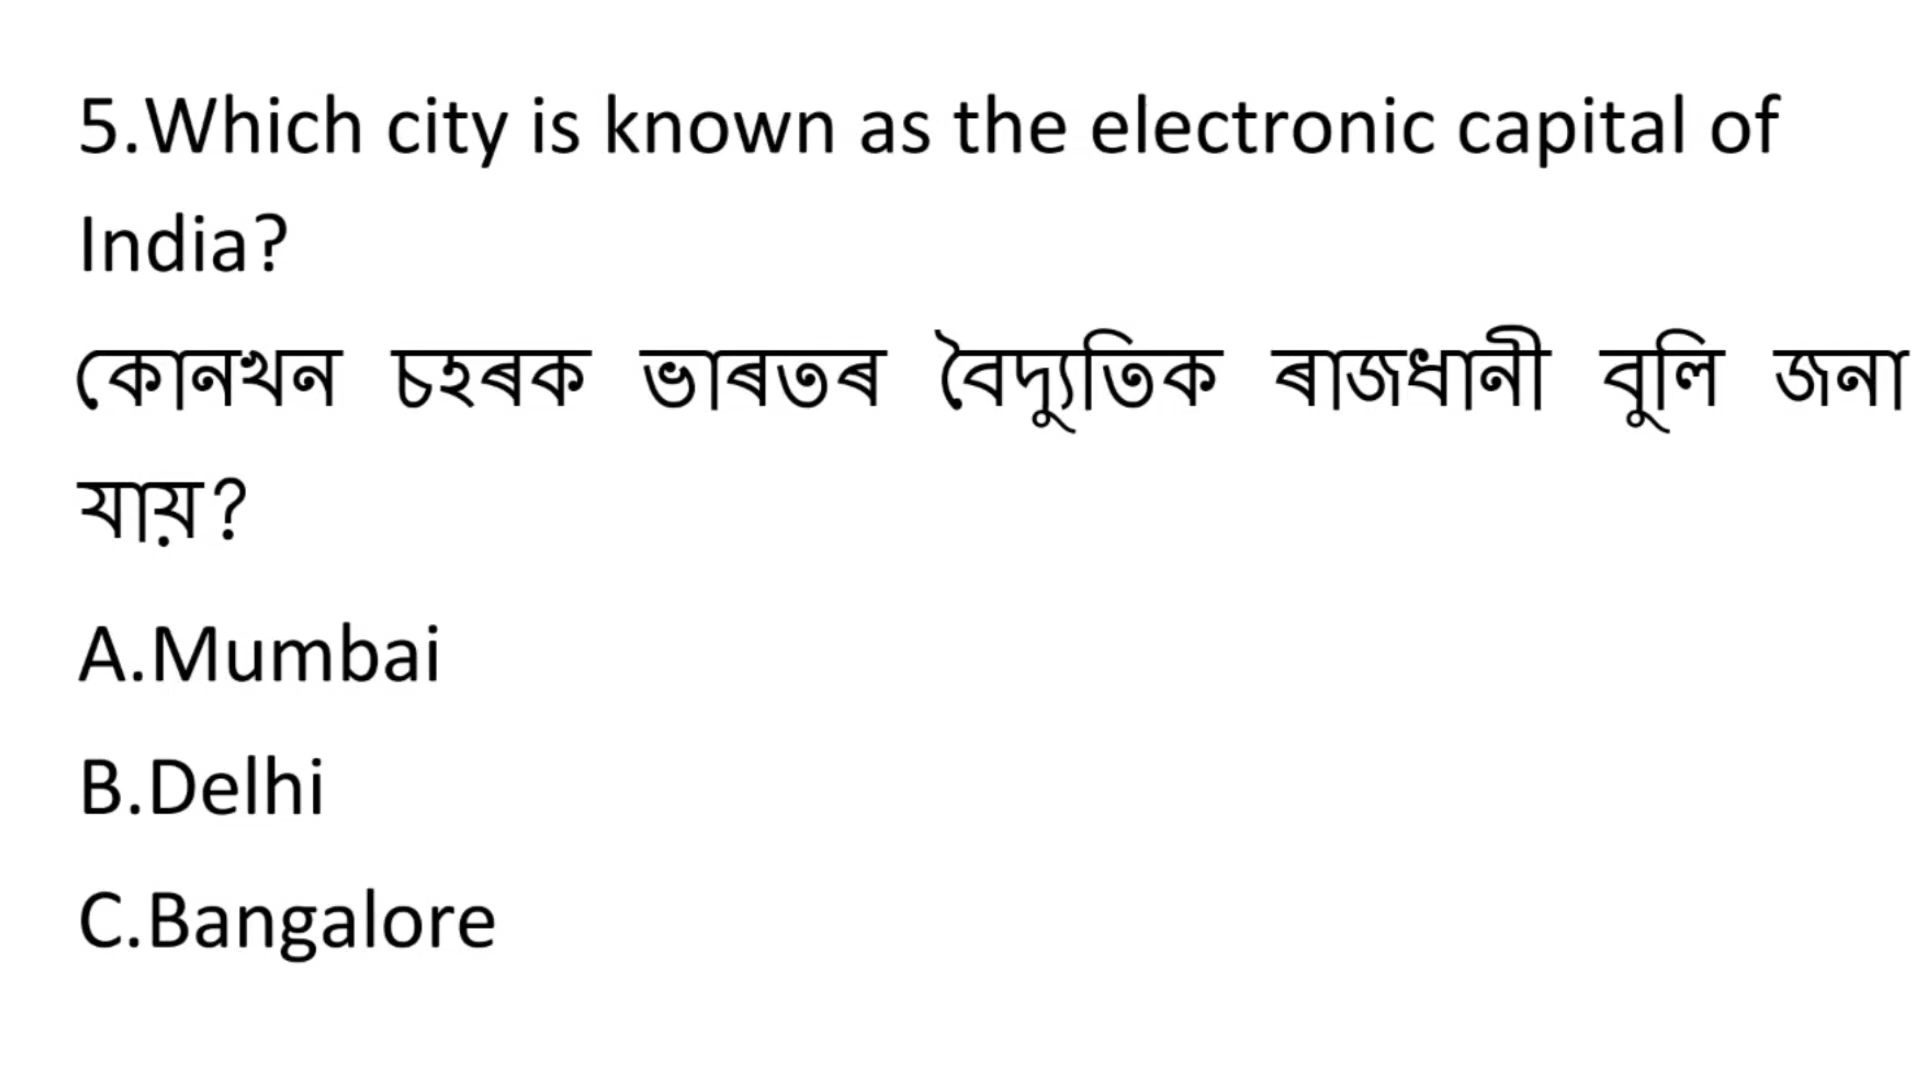 5.Which city is known as the electronic capital of
India?
কোনখন চহৰক ভাৰতৰ বৈদ্যুতিক ৰাজধানী বুলি জনা
যায়?
A.Mumbai
B.Delhi
C.Bangalore